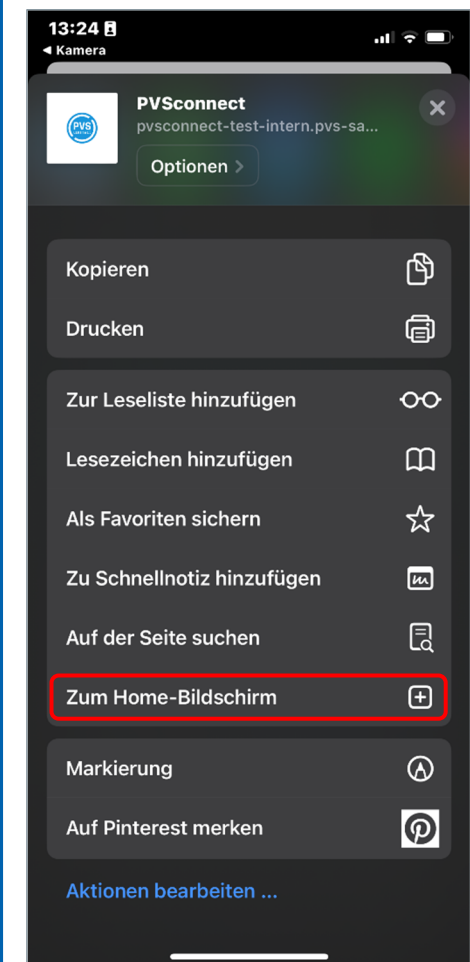 13:24
◀ Kamera
PVS
PVSconnect
pvsconnect-test-intern.pvs-sa...
Optionen >
Kopieren
Drucken
Zur Leseliste hinzufügen
Lesezeichen hinzufügen
Als Favoriten sichern
Zu Schnellnotiz hinzufügen
Auf der Seite suchen
Zum Home-Bildschirm
Markierung
Auf Pinterest merken
Aktionen bearbeiten ...